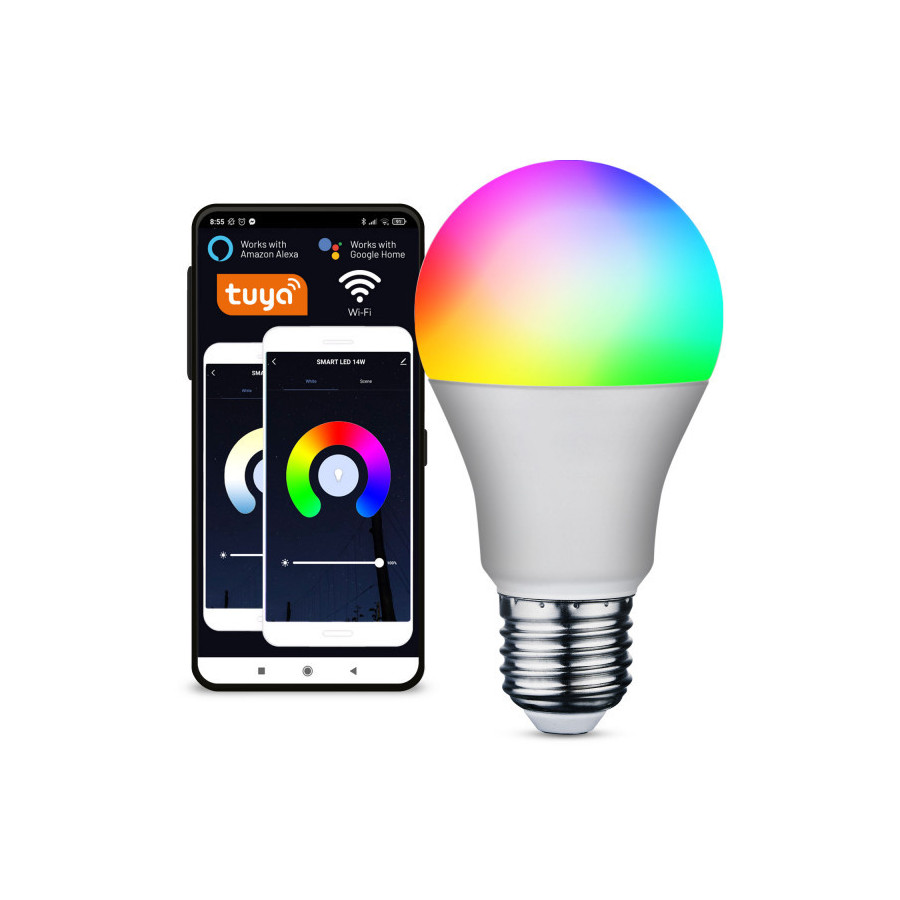 8:55
Works with
Amazon Alexa
Works with
Google Home
tuya
Wi-Fi
SMA
White
SMART LED 14W
White
Scene
100%